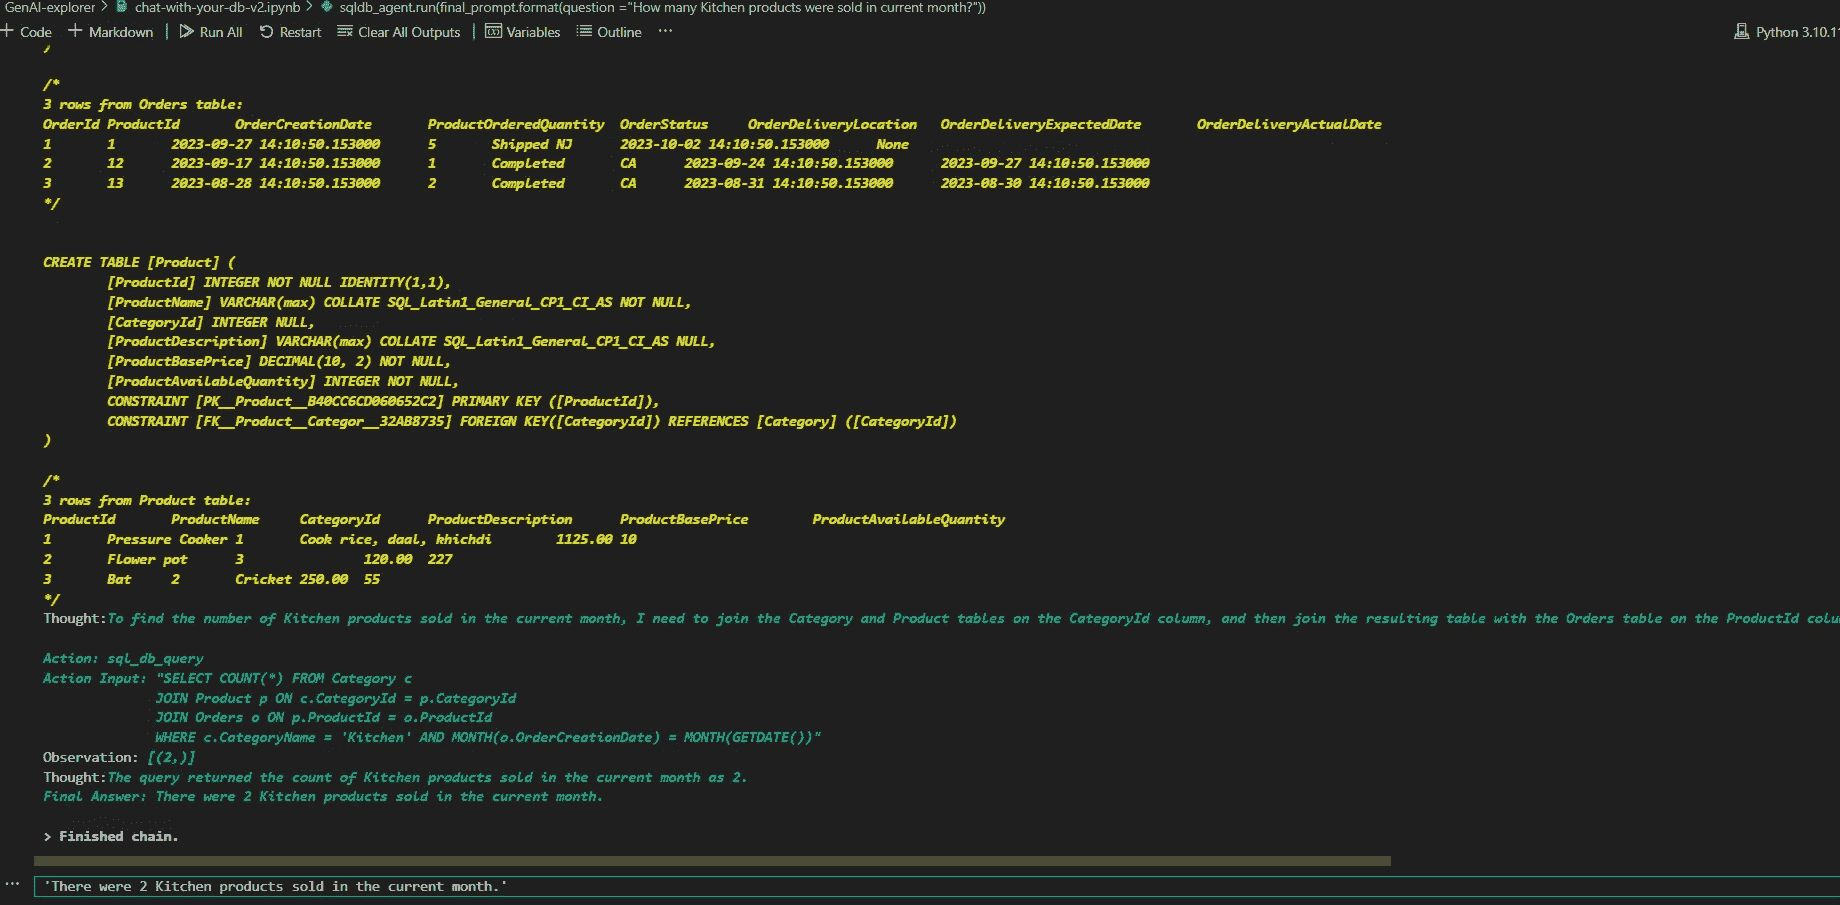 GenAI-explorer > chat-with-your-db-v2.ipynb > sqldb_agent.run(final_prompt.format(question ="How many Kitchen products were sold in current month?"))
+ Code + Markdown | Run All Restart Clear All Outputs | Variables Outline ··· Python 3.10.11
)
/*
3 rows from Orders table:
OrderId ProductId OrderCreationDate ProductOrderedQuantity OrderStatus OrderDeliveryLocation OrderDeliveryExpectedDate OrderDeliveryActualDate
1 1 2023-09-27 14:10:50.153000 5 Shipped NJ 2023-10-02 14:10:50.153000 None
2 12 2023-09-17 14:10:50.153000 1 Completed CA 2023-09-24 14:10:50.153000 2023-09-27 14:10:50.153000
3 13 2023-08-28 14:10:50.153000 2 Completed CA 2023-08-31 14:10:50.153000 2023-08-30 14:10:50.153000
*/
CREATE TABLE [Product] (
[ProductId] INTEGER NOT NULL IDENTITY(1,1),
[ProductName] VARCHAR(max) COLLATE SQL_Latin1_General_CP1_CI_AS NOT NULL,
[CategoryId] INTEGER NULL,
[ProductDescription] VARCHAR(max) COLLATE SQL_Latin1_General_CP1_CI_AS NULL,
[ProductBasePrice] DECIMAL(10, 2) NOT NULL,
[ProductAvailableQuantity] INTEGER NOT NULL,
CONSTRAINT [PK__Product__B40CC6CD060652C2] PRIMARY KEY ([ProductId]),
CONSTRAINT [FK__Product__Categor__32AB8735] FOREIGN KEY([CategoryId]) REFERENCES [Category] ([CategoryId])
)
/*
3 rows from Product table:
ProductId ProductName CategoryId ProductDescription ProductBasePrice ProductAvailableQuantity
1 Pressure Cooker 1 Cook rice, daal, khichdi 1125.00 10
2 Flower pot 3 120.00 227
3 Bat 2 Cricket 250.00 55
*/
Thought:To find the number of Kitchen products sold in the current month, I need to join the Category and Product tables on the CategoryId column, and then join the resulting table with the Orders table on the ProductId colu
Action: sql_db_query
Action Input: "SELECT COUNT(*) FROM Category c
JOIN Product p ON c.CategoryId = p.CategoryId
JOIN Orders o ON p.ProductId = o.ProductId
WHERE c.CategoryName = 'Kitchen' AND MONTH(o.OrderCreationDate) = MONTH(GETDATE())"
Observation: [(2,)]
Thought:The query returned the count of Kitchen products sold in the current month as 2.
Final Answer: There were 2 Kitchen products sold in the current month.
> Finished chain.
··· 'There were 2 Kitchen products sold in the current month.'